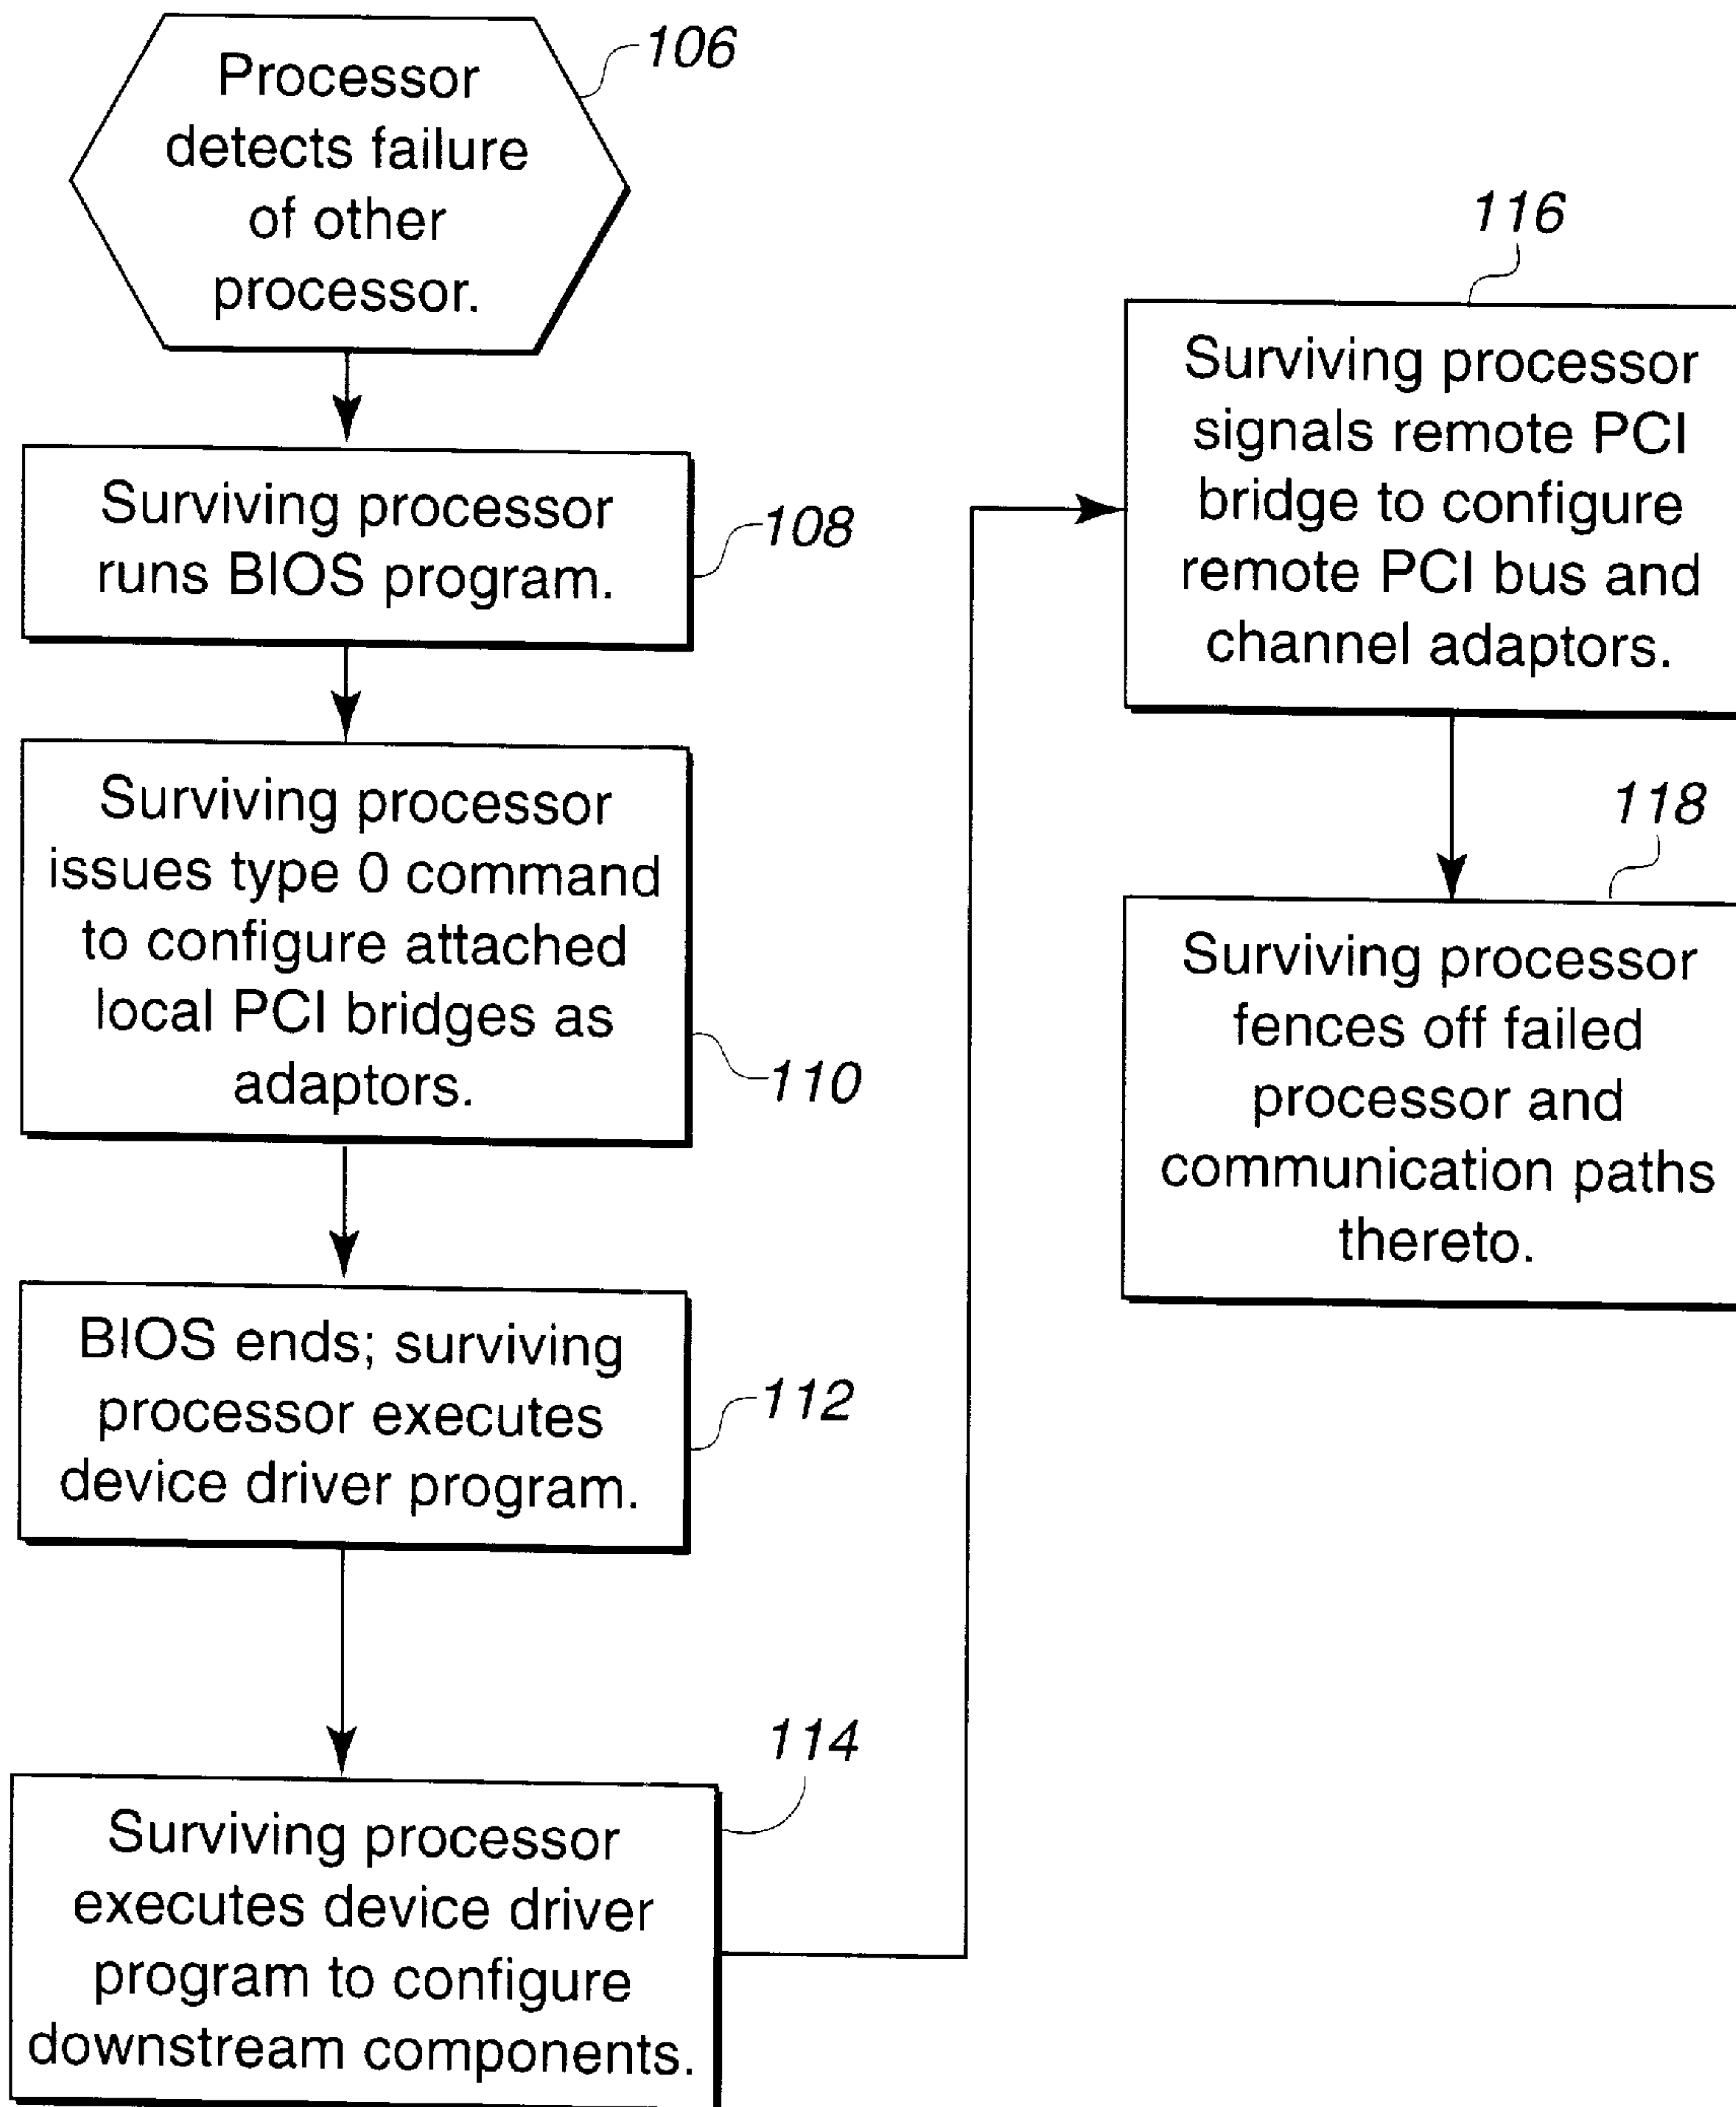 Processor
detects failure
of other
processor.
106
Surviving processor
runs BIOS program.
108
Surviving processor
issues type 0 command
to configure attached
local PCI bridges as
adaptors.
110
BIOS ends; surviving
processor executes
device driver program.
112
114
Surviving processor
executes device driver
program to configure
downstream components.
116
Surviving processor
signals remote PCI
bridge to configure
remote PCI bus and
channel adaptors.
118
Surviving processor
fences off failed
processor and
communication paths
thereto.